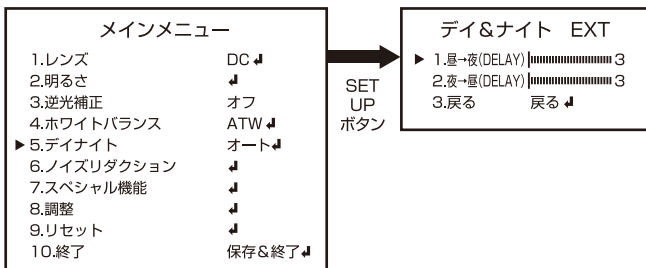 メインメニュー
1.レンズ DC↲
2.明るさ ↲
3.逆光補正 オフ
4.ホワイトバランス ATW↲
▶5.デイナイト オート↲
6.ノイズリダクション ↲
7.スペシャル機能 ↲
8.調整 ↲
9.リセット ↲
10.終了 保存&終了↲
SET
UP
ボタン
デイ&ナイト EXT
▶ 1.昼→夜(DELAY) 3
2.夜→昼(DELAY) 3
3.戻る 戻る↲